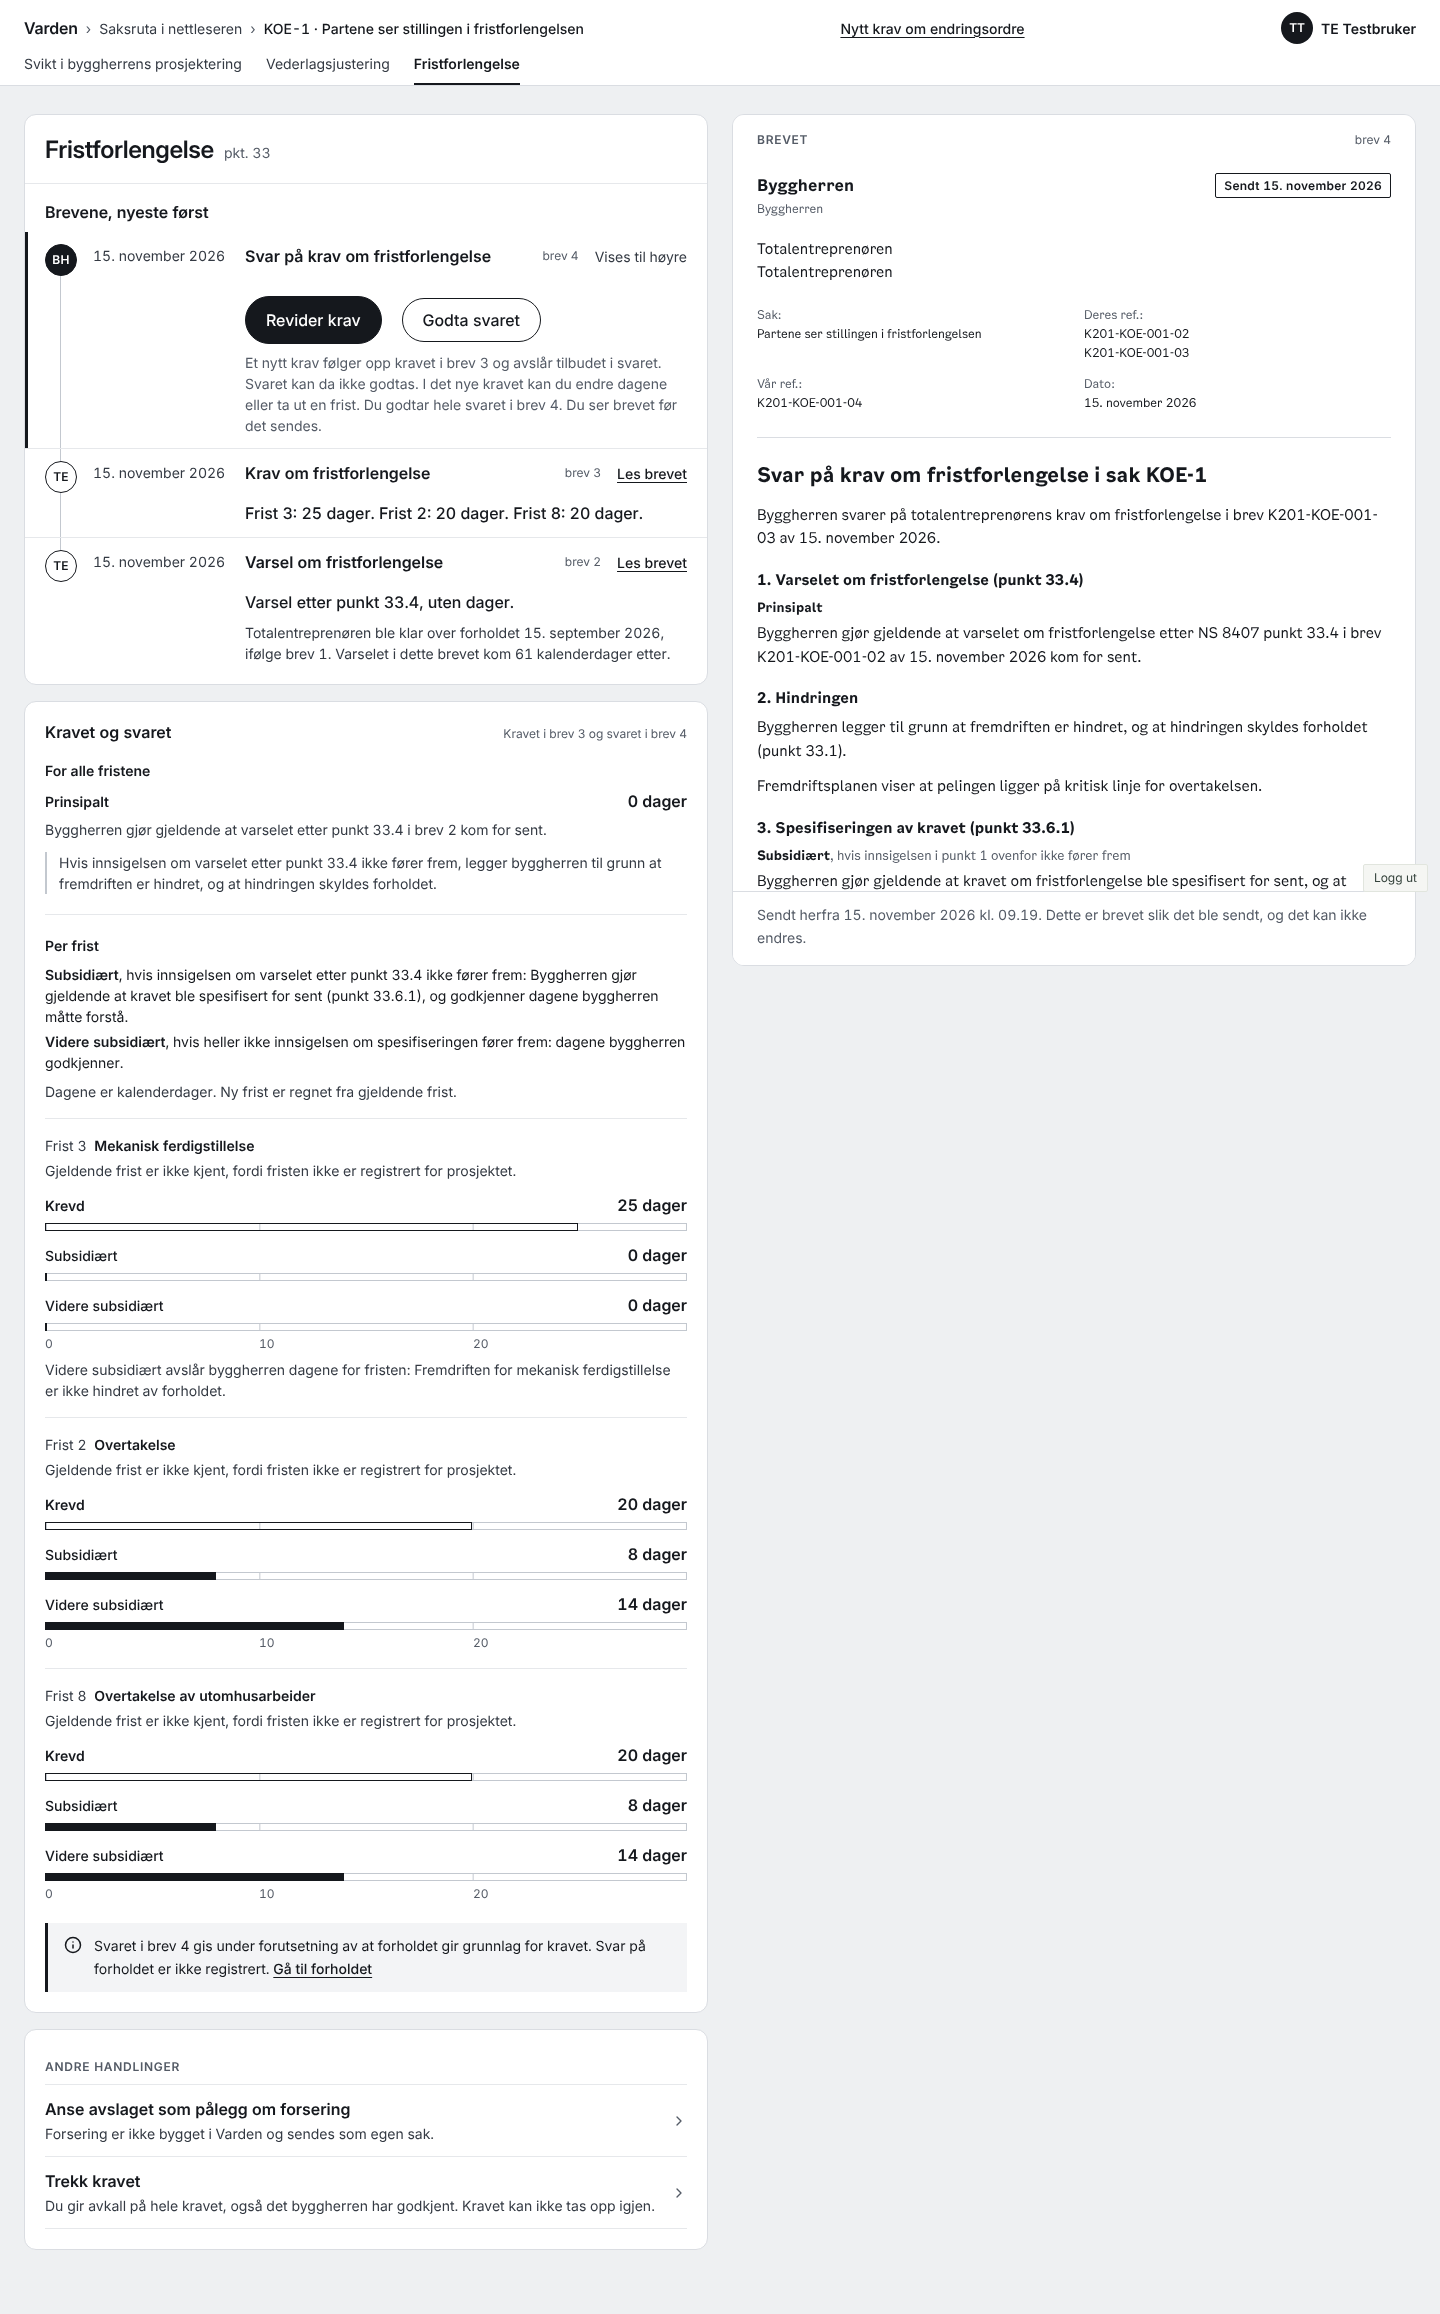 Varden › Saksruta i nettleseren › KOE-1 · Partene ser stillingen i fristforlengelsen
Nytt krav om endringsordre
TT TE Testbruker
Svikt i byggherrens prosjektering Vederlagsjustering Fristforlengelse
Fristforlengelse pkt. 33
Brevene, nyeste først
BH 15. november 2026 Svar på krav om fristforlengelse brev 4 Vises til høyre
Revider krav Godta svaret
Et nytt krav følger opp kravet i brev 3 og avslår tilbudet i svaret.
Svaret kan da ikke godtas. I det nye kravet kan du endre dagene
eller ta ut en frist. Du godtar hele svaret i brev 4. Du ser brevet før
det sendes.
TE 15. november 2026 Krav om fristforlengelse brev 3 Les brevet
Frist 3: 25 dager. Frist 2: 20 dager. Frist 8: 20 dager.
TE 15. november 2026 Varsel om fristforlengelse brev 2 Les brevet
Varsel etter punkt 33.4, uten dager.
Totalentreprenøren ble klar over forholdet 15. september 2026,
ifølge brev 1. Varselet i dette brevet kom 61 kalenderdager etter.
Kravet og svaret Kravet i brev 3 og svaret i brev 4
For alle fristene
Prinsipalt 0 dager
Byggherren gjør gjeldende at varselet etter punkt 33.4 i brev 2 kom for sent.
Hvis innsigelsen om varselet etter punkt 33.4 ikke fører frem, legger byggherren til grunn at
fremdriften er hindret, og at hindringen skyldes forholdet.
Per frist
Subsidiært, hvis innsigelsen om varselet etter punkt 33.4 ikke fører frem: Byggherren gjør
gjeldende at kravet ble spesifisert for sent (punkt 33.6.1), og godkjenner dagene byggherren
måtte forstå.
Videre subsidiært, hvis heller ikke innsigelsen om spesifiseringen fører frem: dagene byggherren
godkjenner.
Dagene er kalenderdager. Ny frist er regnet fra gjeldende frist.
Frist 3 Mekanisk ferdigstillelse
Gjeldende frist er ikke kjent, fordi fristen ikke er registrert for prosjektet.
Krevd 25 dager
Subsidiært 0 dager
Videre subsidiært 0 dager
0 10 20
Videre subsidiært avslår byggherren dagene for fristen: Fremdriften for mekanisk ferdigstillelse
er ikke hindret av forholdet.
Frist 2 Overtakelse
Gjeldende frist er ikke kjent, fordi fristen ikke er registrert for prosjektet.
Krevd 20 dager
Subsidiært 8 dager
Videre subsidiært 14 dager
0 10 20
Frist 8 Overtakelse av utomhusarbeider
Gjeldende frist er ikke kjent, fordi fristen ikke er registrert for prosjektet.
Krevd 20 dager
Subsidiært 8 dager
Videre subsidiært 14 dager
0 10 20
Svaret i brev 4 gis under forutsetning av at forholdet gir grunnlag for kravet. Svar på
forholdet er ikke registrert. Gå til forholdet
ANDRE HANDLINGER
Anse avslaget som pålegg om forsering
Forsering er ikke bygget i Varden og sendes som egen sak.
Trekk kravet
Du gir avkall på hele kravet, også det byggherren har godkjent. Kravet kan ikke tas opp igjen.
BREVET brev 4
Byggherren Sendt 15. november 2026
Byggherren
Totalentreprenøren
Totalentreprenøren
Sak: Deres ref.:
Partene ser stillingen i fristforlengelsen K201-KOE-001-02
K201-KOE-001-03
Vår ref.: Dato:
K201-KOE-001-04 15. november 2026
Svar på krav om fristforlengelse i sak KOE-1
Byggherren svarer på totalentreprenørens krav om fristforlengelse i brev K201-KOE-001-
03 av 15. november 2026.
1. Varselet om fristforlengelse (punkt 33.4)
Prinsipalt
Byggherren gjør gjeldende at varselet om fristforlengelse etter NS 8407 punkt 33.4 i brev
K201-KOE-001-02 av 15. november 2026 kom for sent.
2. Hindringen
Byggherren legger til grunn at fremdriften er hindret, og at hindringen skyldes forholdet
(punkt 33.1).
Fremdriftsplanen viser at pelingen ligger på kritisk linje for overtakelsen.
3. Spesifiseringen av kravet (punkt 33.6.1)
Subsidiært, hvis innsigelsen i punkt 1 ovenfor ikke fører frem
Byggherren gjør gjeldende at kravet om fristforlengelse ble spesifisert for sent, og at
Logg ut
Sendt herfra 15. november 2026 kl. 09.19. Dette er brevet slik det ble sendt, og det kan ikke
endres.